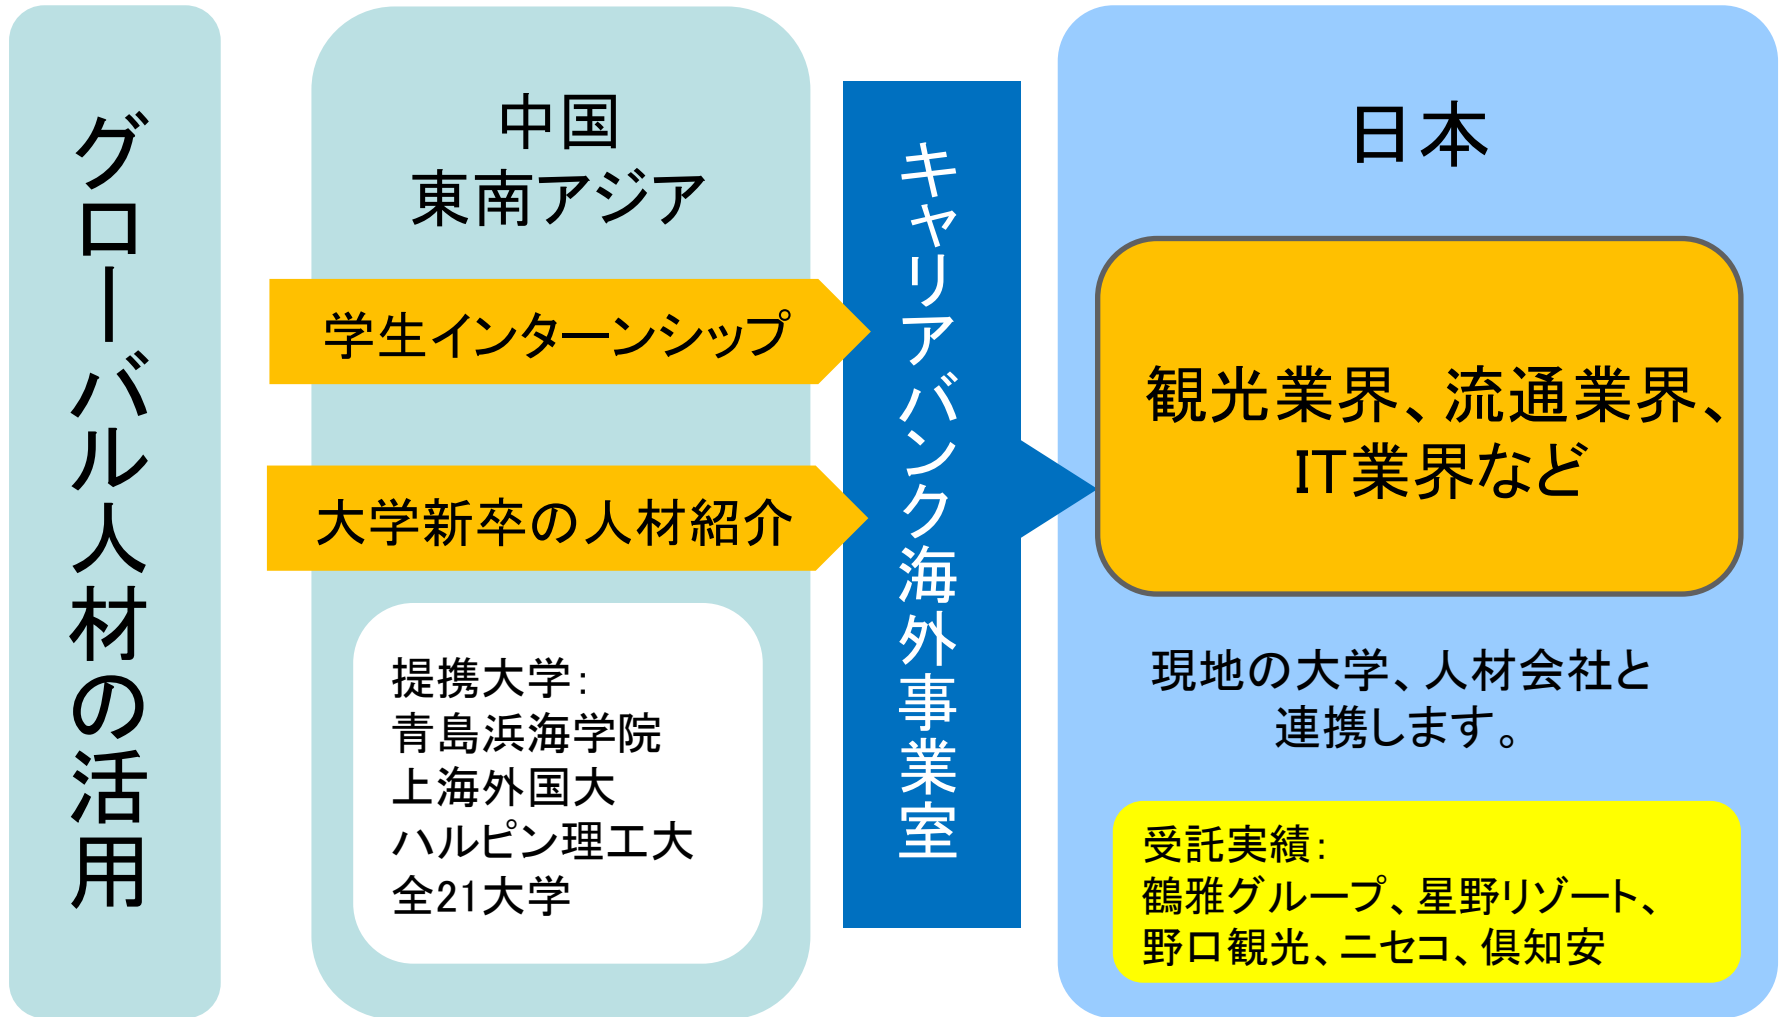 グローバル人材の活用
中国
東南アジア
学生インターンシップ
大学新卒の人材紹介
提携大学：
青島浜海学院
上海外国大
ハルピン理工大
全21大学
キャリアバンク海外事業室
日本
観光業界、流通業界、
IT業界など
現地の大学、人材会社と
連携します。
受託実績：
鶴雅グループ、星野リゾート、
野口観光、ニセコ、倶知安